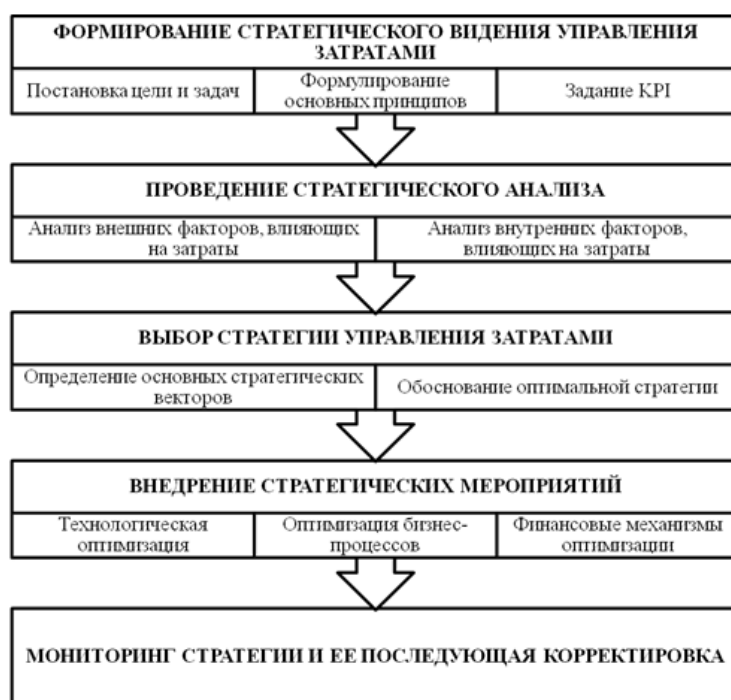 ФОРМИРОВАНИЕ СТРАТЕГИЧЕСКОГО ВИДЕНИЯ УПРАВЛЕНИЯ
ЗАТРАТАМИ
Постановка цели и задач
Формулирование
основных принципов
Задание KPI
ПРОВЕДЕНИЕ СТРАТЕГИЧЕСКОГО АНАЛИЗА
Анализ внешних факторов, влияющих
на затраты
Анализ внутренних факторов,
влияющих на затраты
ВЫБОР СТРАТЕГИИ УПРАВЛЕНИЯ ЗАТРАТАМИ
Определение основных стратегических
векторов
Обоснование оптимальной стратегии
ВНЕДРЕНИЕ СТРАТЕГИЧЕСКИХ МЕРОПРИЯТИЙ
Технологическая
оптимизация
Оптимизация бизнес-
процессов
Финансовые механизмы
оптимизации
МОНИТОРИНГ СТРАТЕГИИ И ЕЕ ПОСЛЕДУЮЩАЯ КОРРЕКТИРОВКА